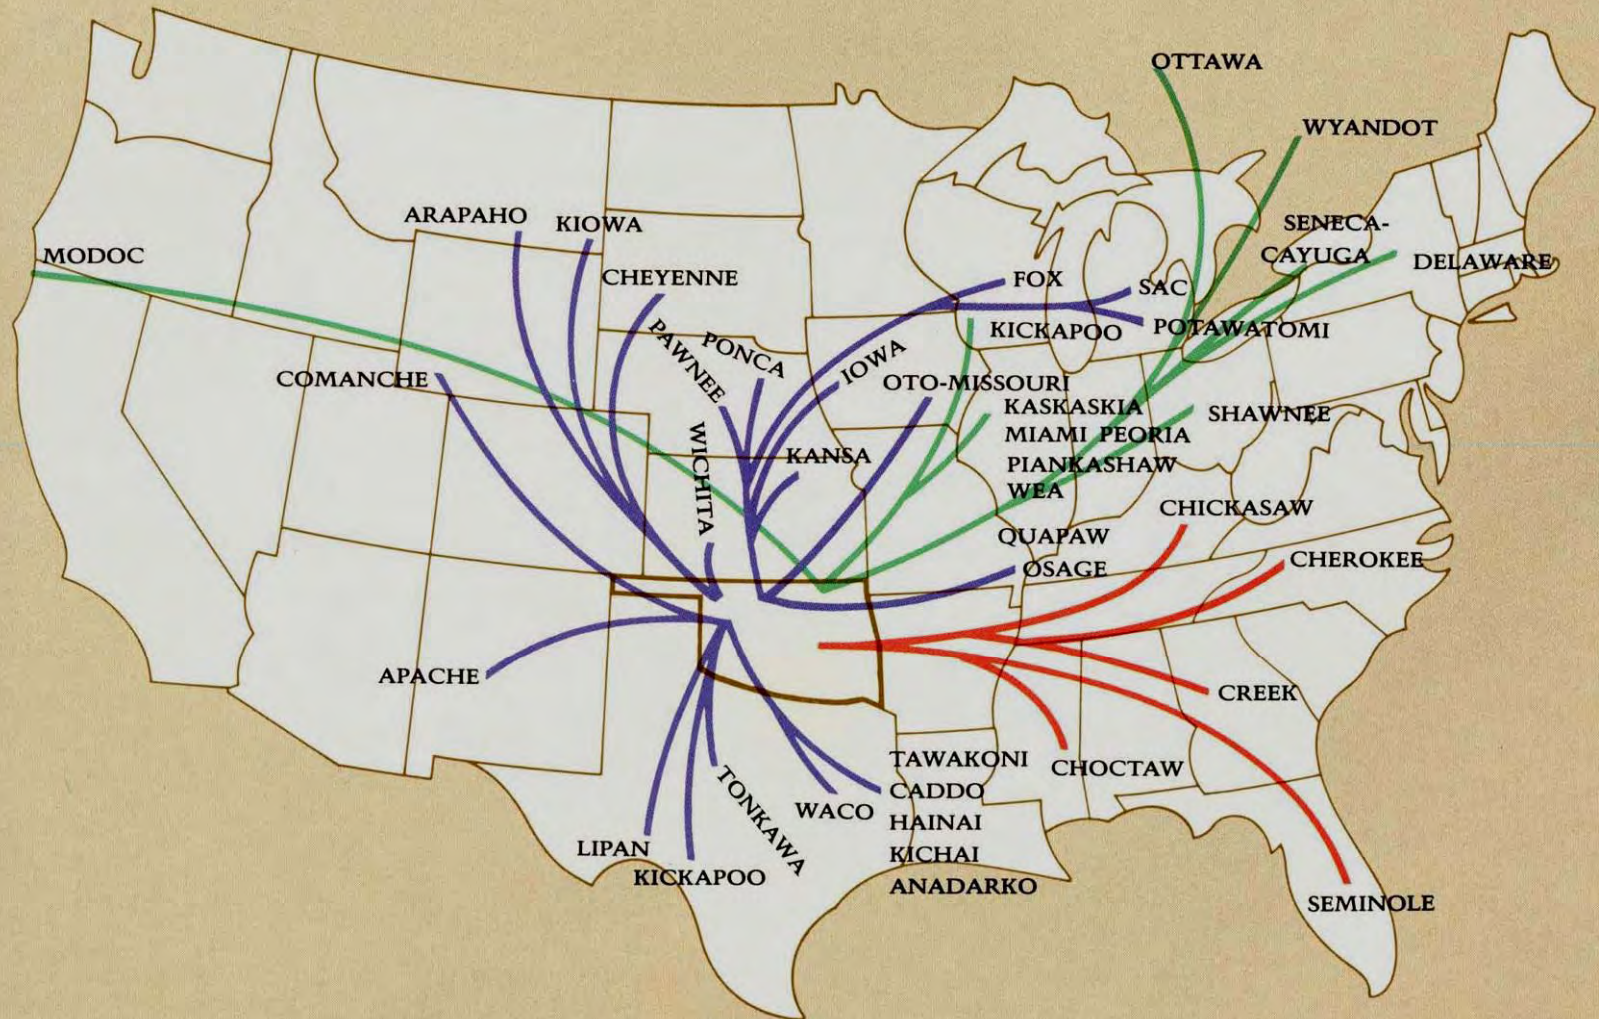 OTTAWA
WYANDOT
ARAPAHO
KIOWA
SENECA-
CAYUGA
MODOC
DELAWARE
CHEYENNE
FOX
SAC
KICKAPOO
POTAWATOMI
PAWNEE
PONCA
IOWA
COMANCHE
OTO-MISSOURI
KASKASKIA
MIAMI PEORIA
PIANKASHAW
WEA
SHAWNEE
WICHITA
KANSA
CHICKASAW
QUAPAW
OSAGE
CHEROKEE
APACHE
CREEK
CHOCTAW
TONKAWA
WACO
TAWAKONI
CADDO
HAINAI
KICHAI
ANADARKO
LIPAN
KICKAPOO
SEMINOLE